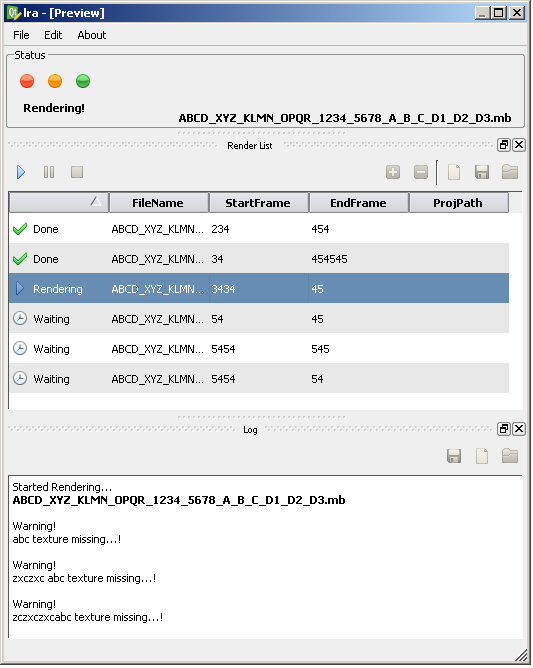 Ira - [Preview]
File Edit About
Status
Rendering!
ABCD_XYZ_KLMN_OPQR_1234_5678_A_B_C_D1_D2_D3.mb
Render List
FileName StartFrame EndFrame ProjPath
Done ABCD_XYZ_KLMN... 234 454
Done ABCD_XYZ_KLMN... 34 454545
Rendering ABCD_XYZ_KLMN... 3434 45
Waiting ABCD_XYZ_KLMN... 54 45
Waiting ABCD_XYZ_KLMN... 5454 545
Waiting ABCD_XYZ_KLMN... 5454 54
Log
Started Rendering...
ABCD_XYZ_KLMN_OPQR_1234_5678_A_B_C_D1_D2_D3.mb
Warning!
abc texture missing...!
Warning!
zxczxc abc texture missing...!
Warning!
zczxczxcabc texture missing...!